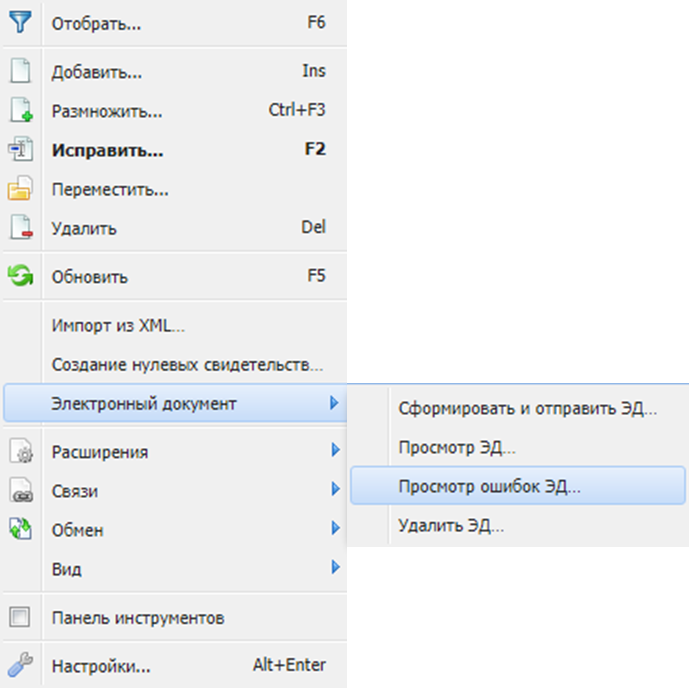 Отобрать... F6
Добавить... Ins
Размножить... Ctrl+F3
Исправить... F2
Переместить...
Удалить Del
Обновить F5
Импорт из XML...
Создание нулевых свидетельств...
Электронный документ
Сформировать и отправить ЭД...
Просмотр ЭД...
Просмотр ошибок ЭД...
Удалить ЭД...
Расширения
Связи
Обмен
Вид
Панель инструментов
Настройки... Alt+Enter